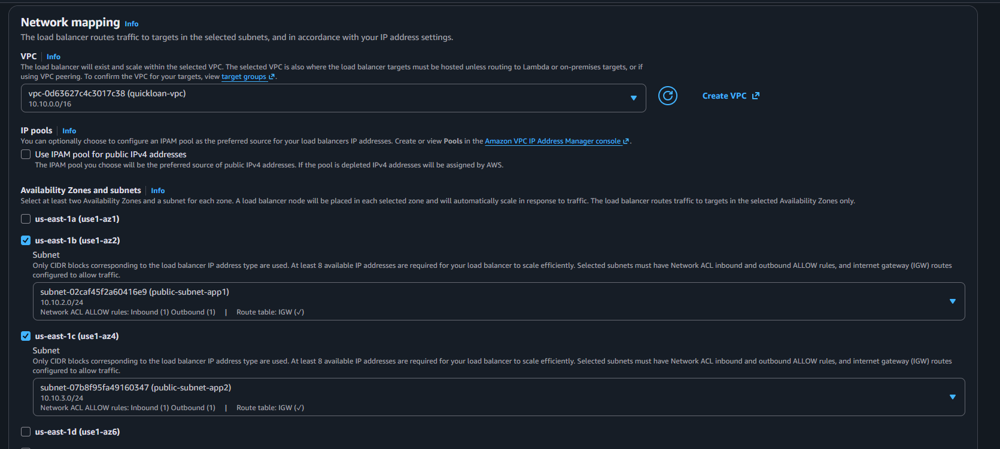 Network mapping Info
The load balancer routes traffic to targets in the selected subnets, and in accordance with your IP address settings.
VPC Info
The load balancer will exist and scale within the selected VPC. The selected VPC is also where the load balancer targets must be hosted unless routing to Lambda or on-premises targets, or if
using VPC peering. To confirm the VPC for your targets, view target groups.
vpc-0d63627c4c3017c38 (quickloan-vpc)
10.10.0.0/16
Create VPC
IP pools Info
You can optionally choose to configure an IPAM pool as the preferred source for your load balancers IP addresses. Create or view Pools in the Amazon VPC IP Address Manager console.
Use IPAM pool for public IPv4 addresses
The IPAM pool you choose will be the preferred source of public IPv4 addresses. If the pool is depleted IPv4 addresses will be assigned by AWS.
Availability Zones and subnets Info
Select at least two Availability Zones and a subnet for each zone. A load balancer node will be placed in each selected zone and will automatically scale in response to traffic. The load balancer routes traffic to targets in the selected Availability Zones only.
us-east-1a (use1-az1)
us-east-1b (use1-az2)
Subnet
Only CIDR blocks corresponding to the load balancer IP address type are used. At least 8 available IP addresses are required for your load balancer to scale efficiently. Selected subnets must have Network ACL inbound and outbound ALLOW rules, and internet gateway (IGW) routes
configured to allow traffic.
subnet-02caf45f2a60416e9 (public-subnet-app1)
10.10.2.0/24
Network ACL ALLOW rules: Inbound (1) Outbound (1) | Route table: IGW (✓)
us-east-1c (use1-az4)
Subnet
Only CIDR blocks corresponding to the load balancer IP address type are used. At least 8 available IP addresses are required for your load balancer to scale efficiently. Selected subnets must have Network ACL inbound and outbound ALLOW rules, and internet gateway (IGW) routes
configured to allow traffic.
subnet-07b8f95fa49160347 (public-subnet-app2)
10.10.3.0/24
Network ACL ALLOW rules: Inbound (1) Outbound (1) | Route table: IGW (✓)
us-east-1d (use1-az6)